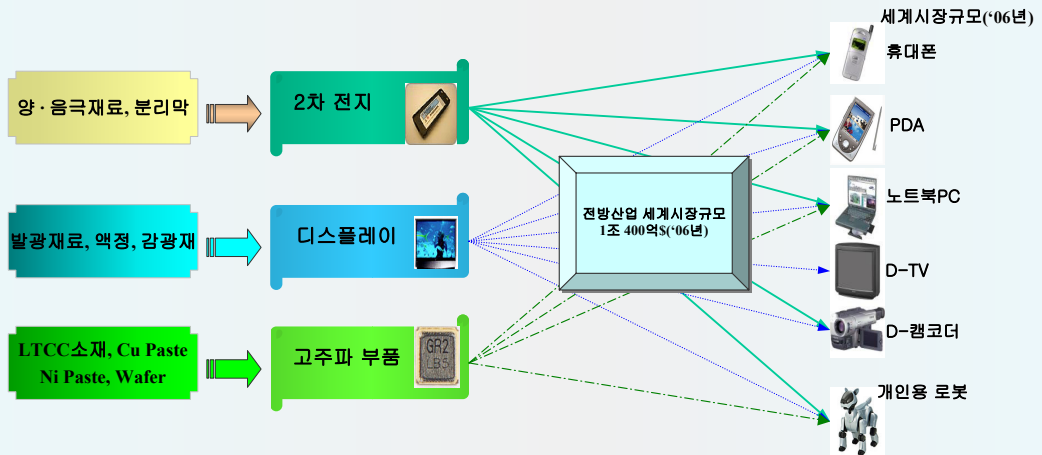 세계시장규모(‘06년)
휴대폰
양 · 음극재료, 분리막
2차 전지
PDA
노트북PC
전방산업 세계시장규모
1조 400억$(‘06년)
발광재료, 액정, 감광재
디스플레이
D-TV
D-캠코더
LTCC소재, Cu Paste
Ni Paste, Wafer
고주파 부품
GR2
LB5
개인용 로봇